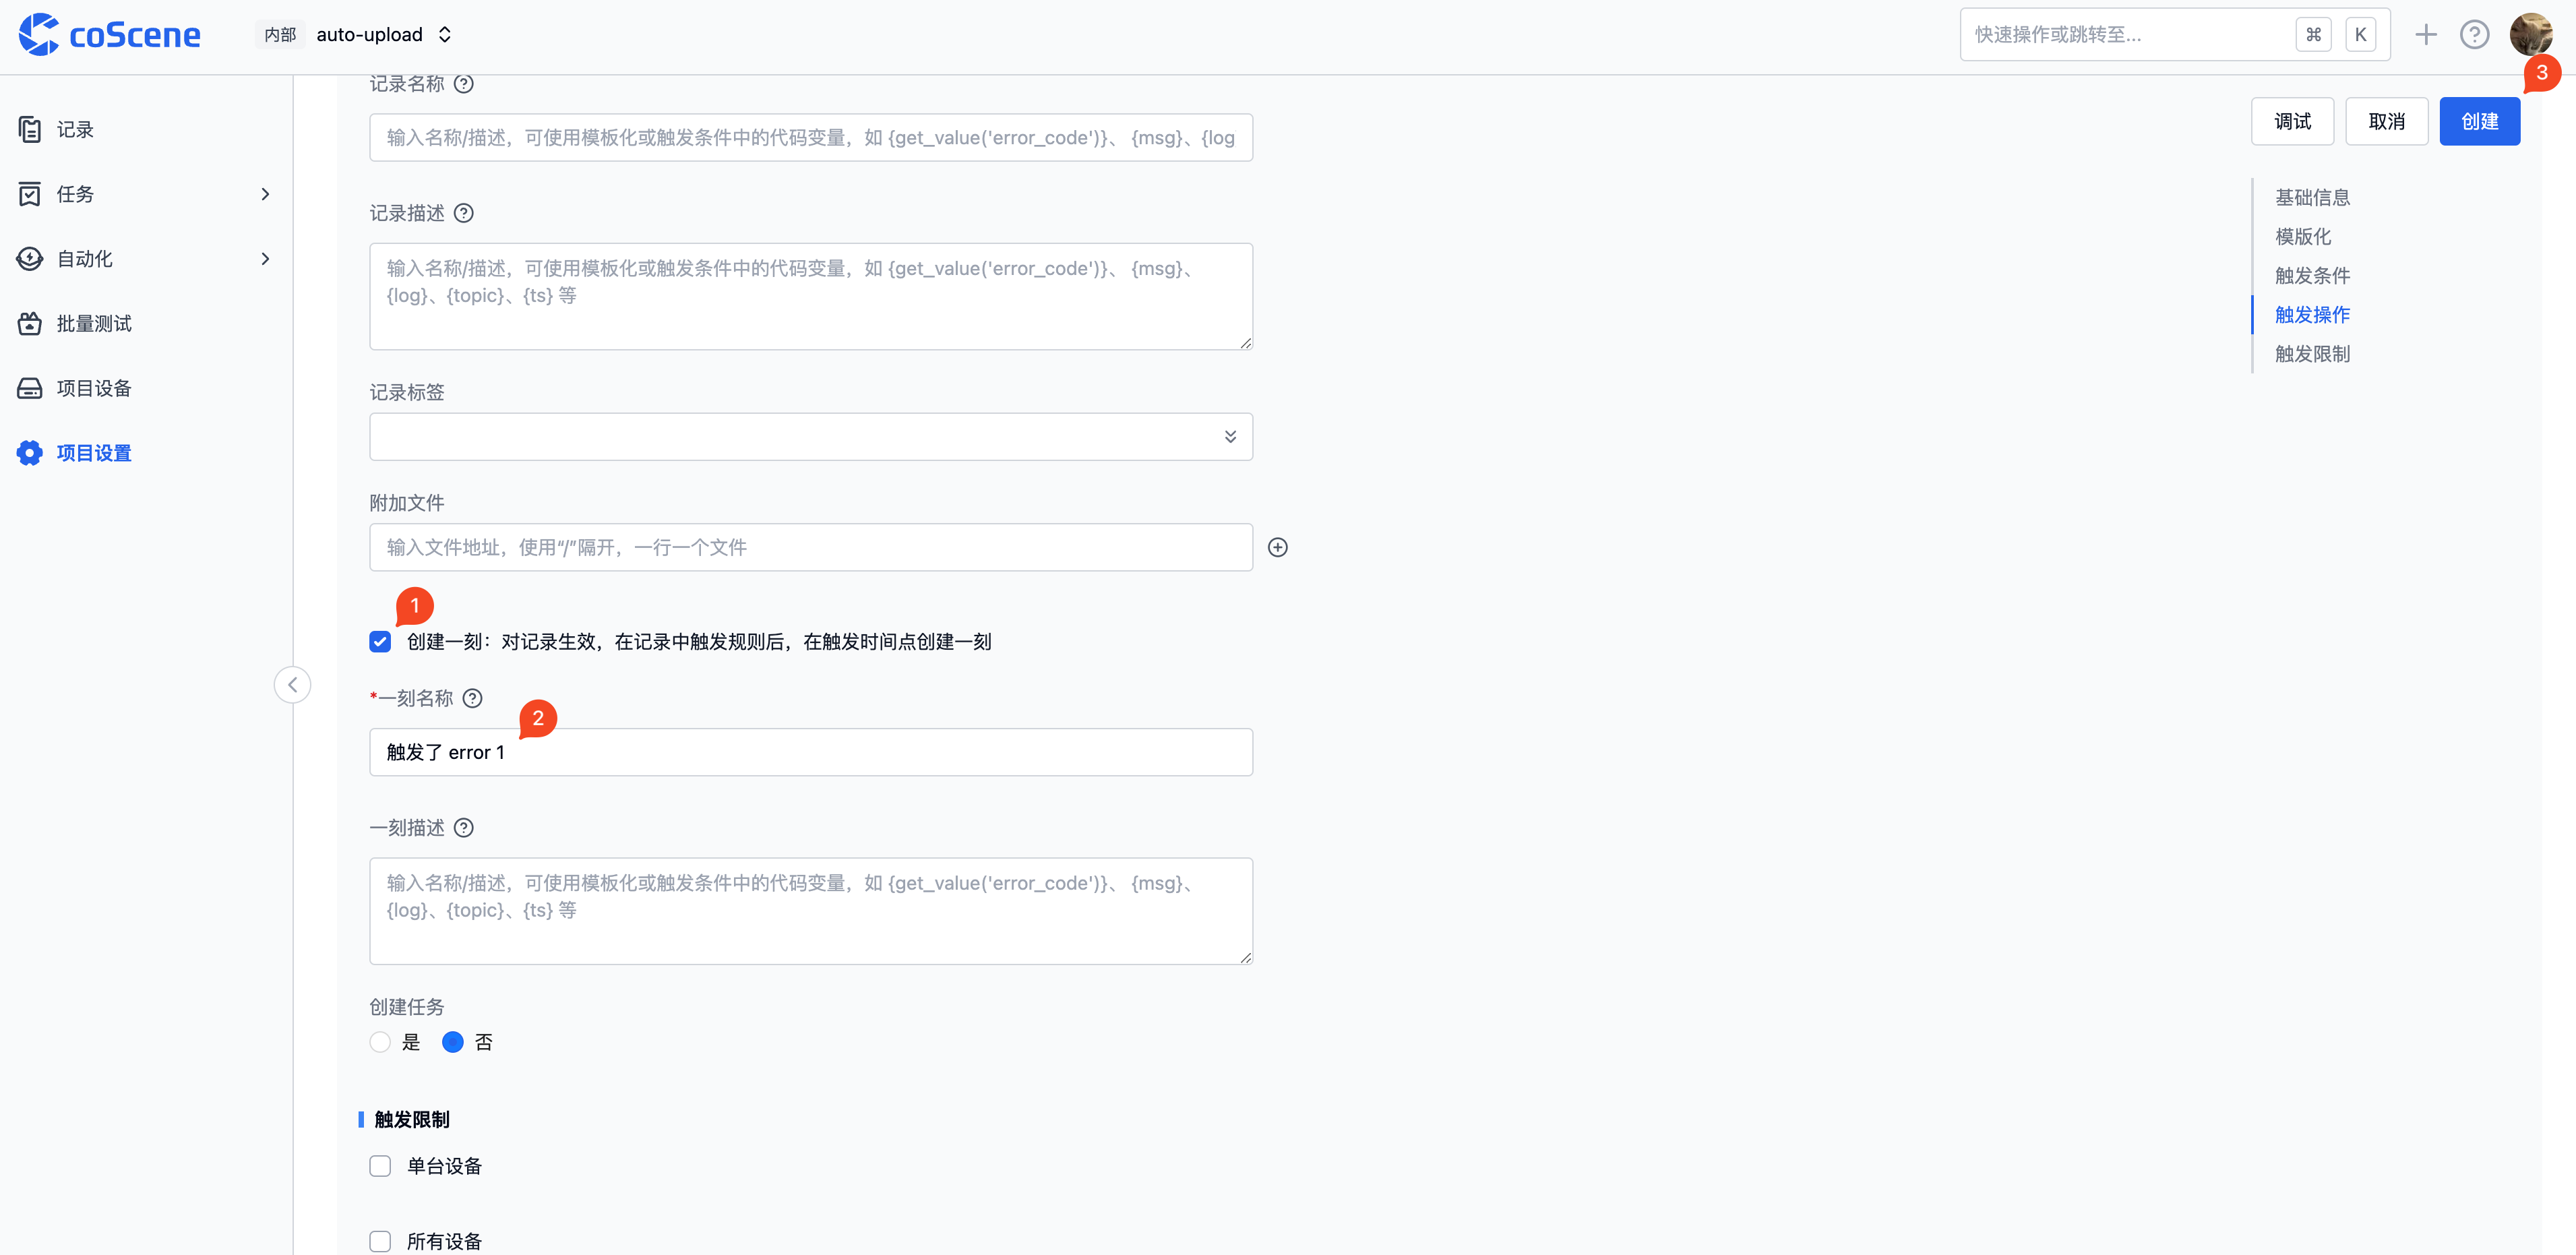 coScene
内部 auto-upload
快速操作或跳转至...
⌘ K
3
记录
任务
自动化
批量测试
项目设备
项目设置
调试
取消
创建
基础信息
模版化
触发条件
触发操作
触发限制
记录名称
输入名称/描述，可使用模板化或触发条件中的代码变量，如 {get_value('error_code')}、 {msg}、{log
记录描述
输入名称/描述，可使用模板化或触发条件中的代码变量，如 {get_value('error_code')}、 {msg}、
{log}、{topic}、{ts} 等
记录标签
附加文件
输入文件地址，使用“/”隔开，一行一个文件
1
创建一刻：对记录生效，在记录中触发规则后，在触发时间点创建一刻
*一刻名称
2
触发了 error 1
一刻描述
输入名称/描述，可使用模板化或触发条件中的代码变量，如 {get_value('error_code')}、 {msg}、
{log}、{topic}、{ts} 等
创建任务
是 否
触发限制
单台设备
所有设备